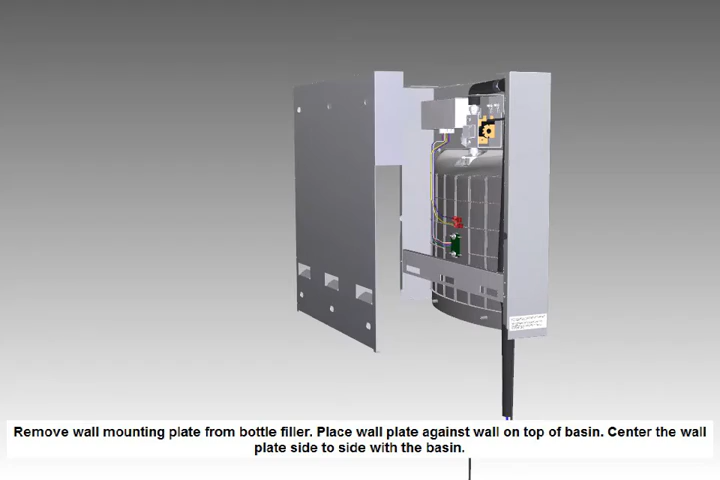 Remove wall mounting plate from bottle filler. Place wall plate against wall on top of basin. Center the wall
plate side to side with the basin.